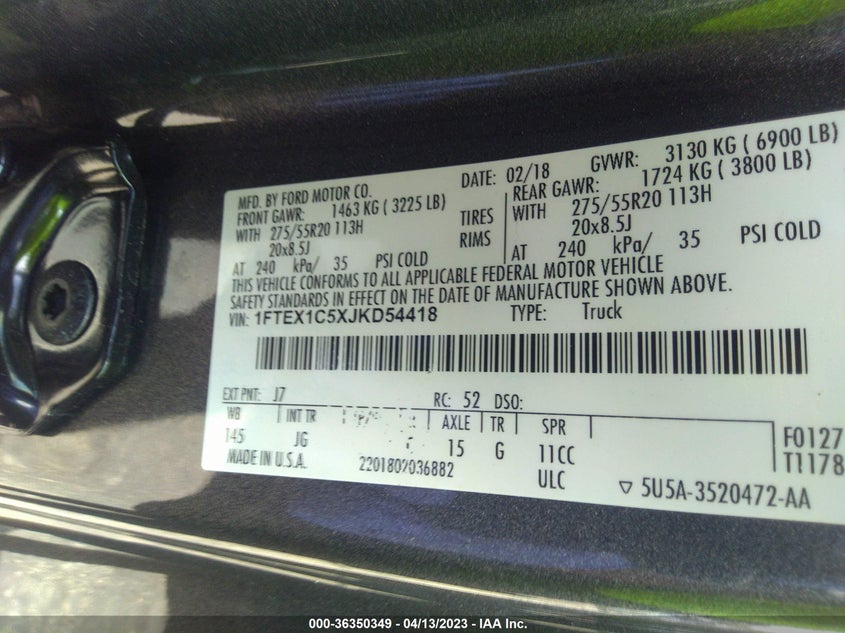 MFD. BY FORD MOTOR CO.
DATE: 02/18 GVWR: 3130 KG ( 6900 LB)
FRONT GAWR: 1463 KG ( 3225 LB)
REAR GAWR: 1724 KG ( 3800 LB)
WITH 275/55R20 113H TIRES WITH 275/55R20 113H
20x8.5J RIMS 20x8.5J
AT 240 kPa/ 35 PSI COLD AT 240 kPa/ 35 PSI COLD
THIS VEHICLE CONFORMS TO ALL APPLICABLE FEDERAL MOTOR VEHICLE
SAFETY STANDARDS IN EFFECT ON THE DATE OF MANUFACTURE SHOWN ABOVE.
VIN: 1FTEX1C5XJKD54418 TYPE: Truck
EXT PNT: J7 RC: 52 DSO:
WB INT TR AXLE TR SPR
145 JG 15 G 11CC F0127
MADE IN U.S.A. 2201802036882 ULC T1178
5U5A-3520472-AA
000-36350349 / 04/13/2023 - IAA Inc.